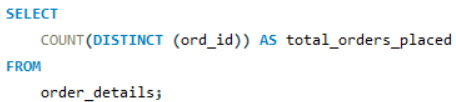 SELECT
    COUNT(DISTINCT (ord_id)) AS total_orders_placed
FROM
    order_details;